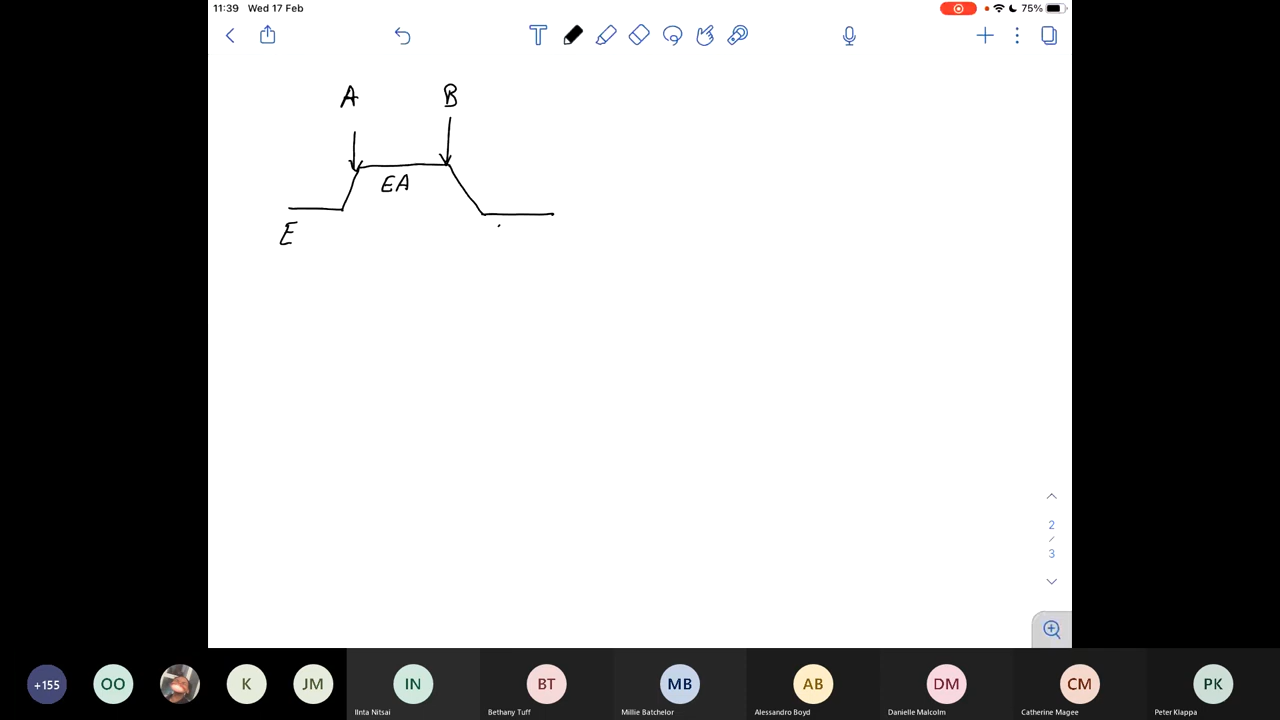 11:39 Wed 17 Feb
75%
T
A B
EA
E
2
/
3
+155 OO K JM IN BT MB AB DM CM PK
Ilnta Nitsai Bethany Tuff Millie Batchelor Alessandro Boyd Danielle Malcolm Catherine Magee Peter Klappa